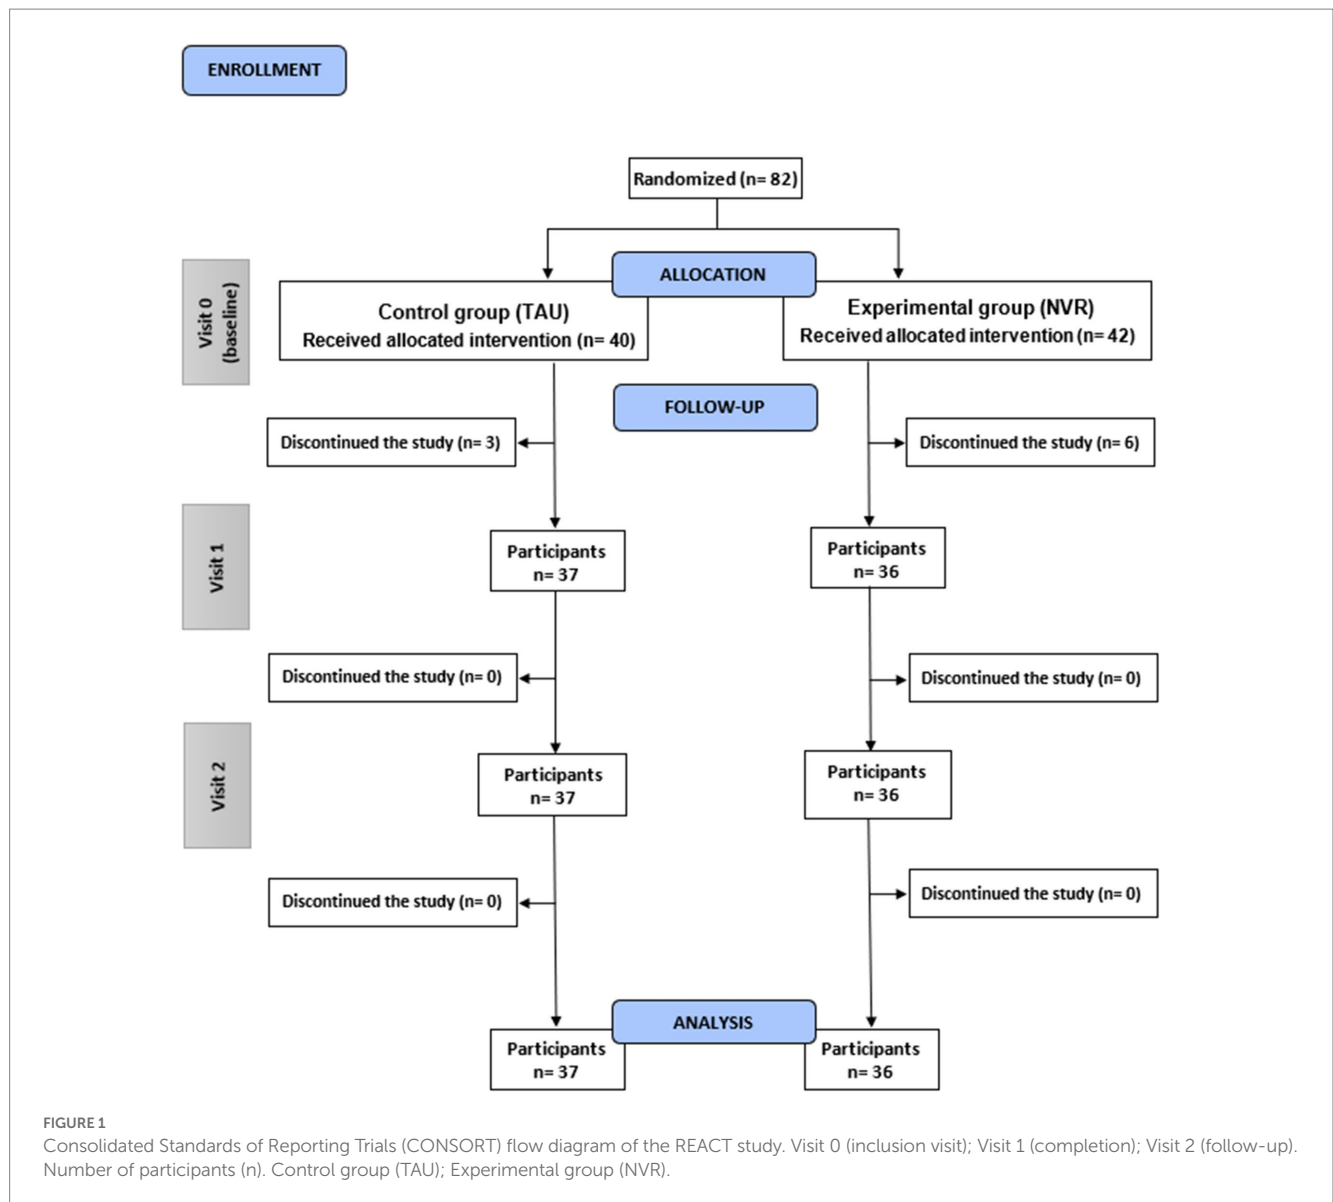 ENROLLMENT
Randomized (n= 82)
ALLOCATION
Visit 0
(baseline)
Control group (TAU)
Received allocated intervention (n= 40)
Experimental group (NVR)
Received allocated intervention (n= 42)
FOLLOW-UP
Discontinued the study (n= 3)
Discontinued the study (n= 6)
Visit 1
Participants
n= 37
Participants
n= 36
Discontinued the study (n= 0)
Discontinued the study (n= 0)
Visit 2
Participants
n= 37
Participants
n= 36
Discontinued the study (n= 0)
Discontinued the study (n= 0)
ANALYSIS
Participants
n= 37
Participants
n= 36
FIGURE 1
Consolidated Standards of Reporting Trials (CONSORT) flow diagram of the REACT study. Visit 0 (inclusion visit); Visit 1 (completion); Visit 2 (follow-up).
Number of participants (n). Control group (TAU); Experimental group (NVR).